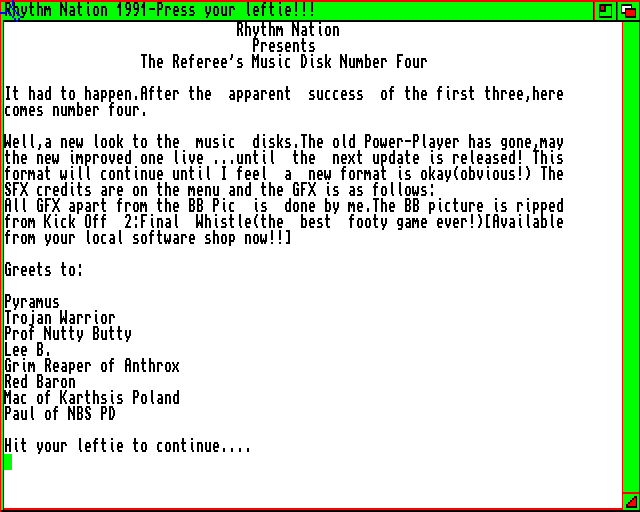 Rhythm Nation 1991-Press your leftie!!!
Rhythm Nation
Presents
The Referee's Music Disk Number Four
It had to happen.After the  apparent  success  of the first three,here
comes number four.
Well,a new look to the  music  disks.The old Power-Player has gone,may
the new improved one live ...until  the  next update is released! This
format will continue until I feel  a  new format is okay(obvious!) The
SFX credits are on the menu and the GFX is as follows:
All GFX apart from the BB Pic  is  done by me.The BB picture is ripped
from Kick Off  2:Final  Whistle(the  best  footy game ever!)[Available
from your local software shop now!!]
Greets to:
Pyramus
Trojan Warrior
Prof Nutty Butty
Lee B.
Grim Reaper of Anthrox
Red Baron
Mac of Karthsis Poland
Paul of NBS PD
Hit your leftie to continue....